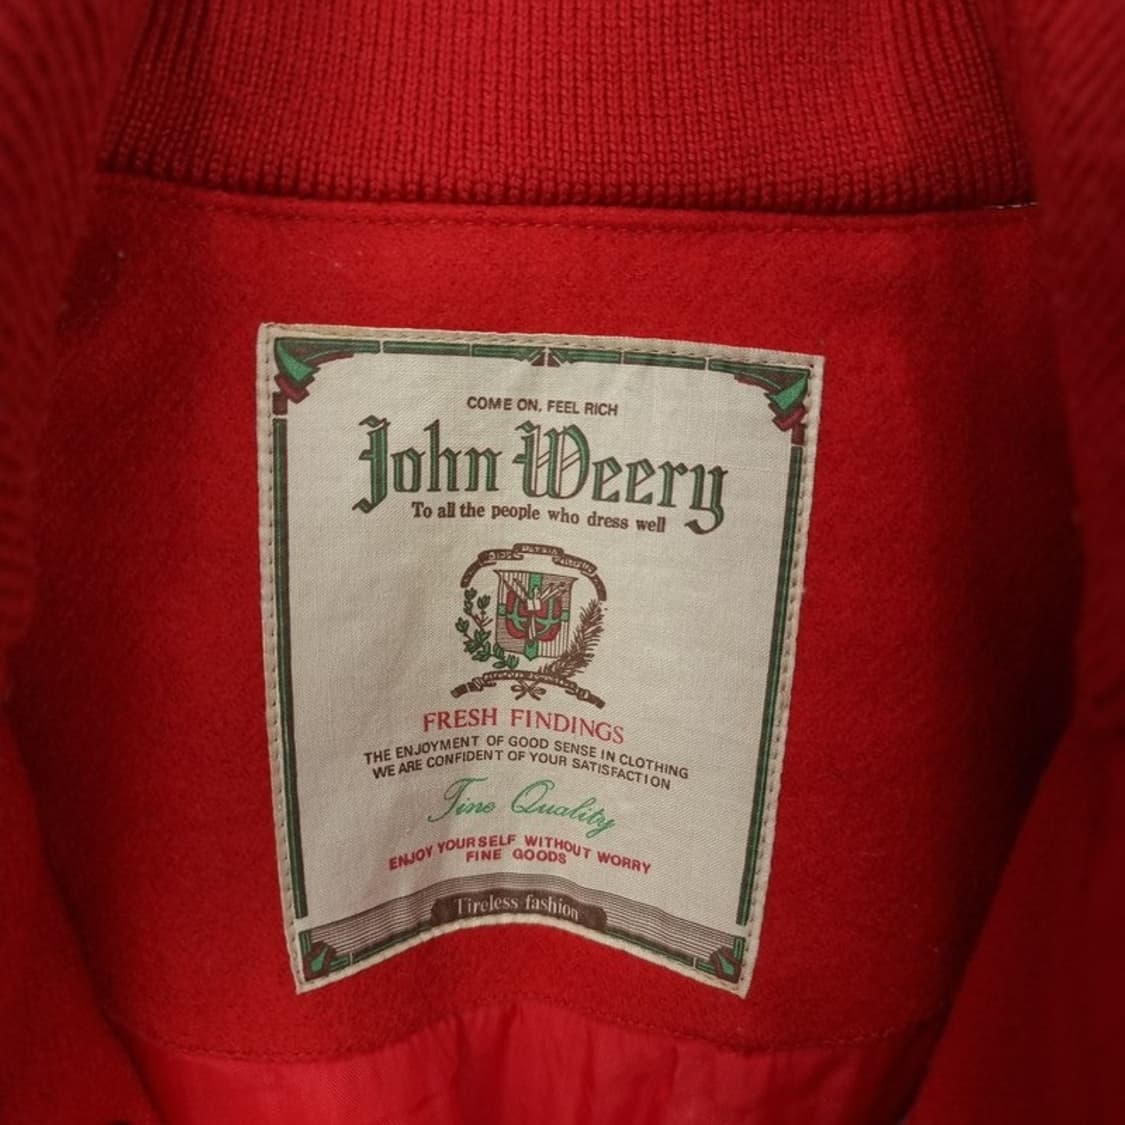 COME ON, FEEL RICH
John Weery
To all the people who dress well
FRESH FINDINGS
THE ENJOYMENT OF GOOD SENSE IN CLOTHING
WE ARE CONFIDENT OF YOUR SATISFACTION
Fine Quality
ENJOY YOURSELF WITHOUT WORRY
FINE GOODS
Tireless fashion